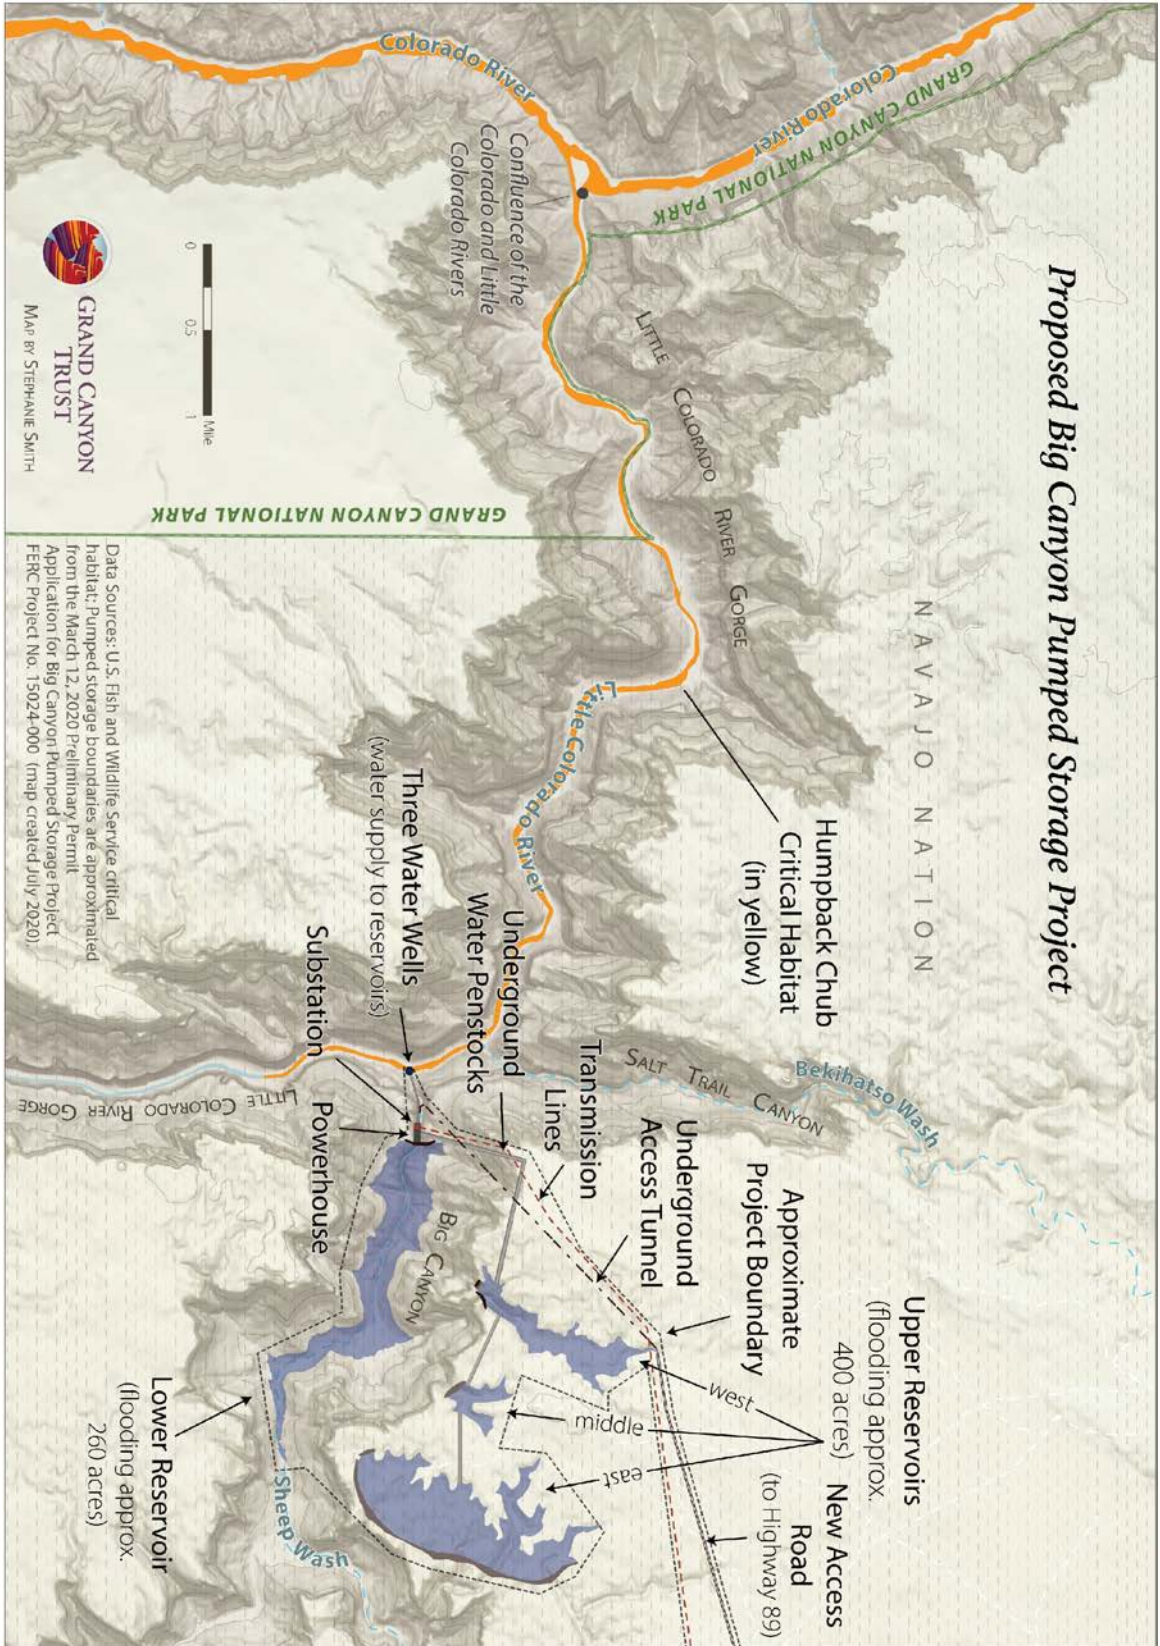 Proposed Big Canyon Pumped Storage Project
NAVAJO NATION
Colorado River
GRAND CANYON NATIONAL PARK
Colorado River
Confluence of the
Colorado and Little
Colorado Rivers
LITTLE COLORADO RIVER GORGE
Humpback Chub
Critical Habitat
(in yellow)
Little Colorado River
GRAND CANYON NATIONAL PARK
Bekihatso Wash
SALT TRAIL CANYON
Upper Reservoirs
(flooding approx.
400 acres)
west
middle
east
New Access
Road
(to Highway 89)
Approximate
Project Boundary
Underground
Access Tunnel
Transmission
Lines
Underground
Water Penstocks
Three Water Wells
(water supply to reservoirs)
Substation
Powerhouse
BIG CANYON
LITTLE COLORADO RIVER GORGE
Lower Reservoir
(flooding approx.
260 acres)
Sheep Wash
0 0.5 1 Mile
GRAND CANYON
TRUST
MAP BY STEPHANIE SMITH
Data Sources: U.S. Fish and Wildlife Service critical
habitat; Pumped storage boundaries are approximated
from the March 12, 2020 Preliminary Permit
Application for Big Canyon Pumped Storage Project
FERC Project No. 15024-000 (map created July 2020).